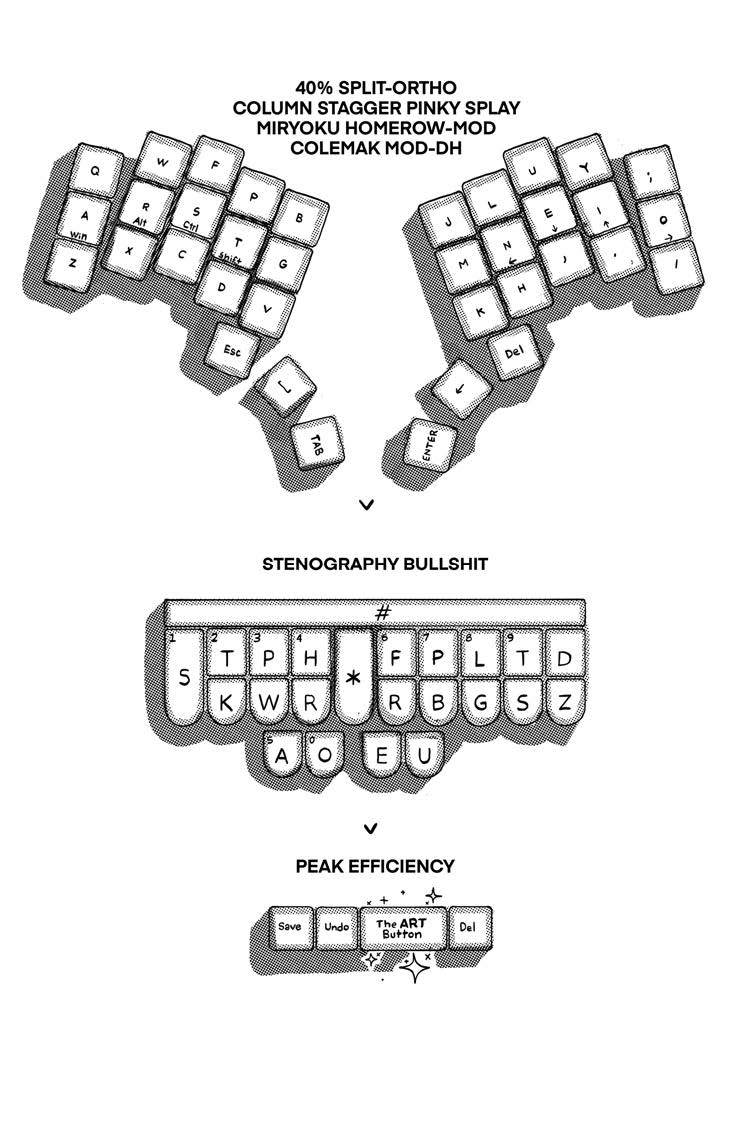 40% SPLIT-ORTHO
COLUMN STAGGER PINKY SPLAY
MIRYOKU HOMEROW-MOD
COLEMAK MOD-DH
Q W F P B
A Win R Alt S Ctrl T Shift G
Z X C D V
Esc
TAB
J L U Y ;
M N ← E ↓ I ↑ O →
K H , . /
Del
↙
ENTER
STENOGRAPHY BULLSHIT
#
1 S 2 T 3 P 4 H * 6 F 7 P 8 L 9 T D
K W R R B G S Z
5 A 0 O E U
PEAK EFFICIENCY
Save Undo The ART Button Del